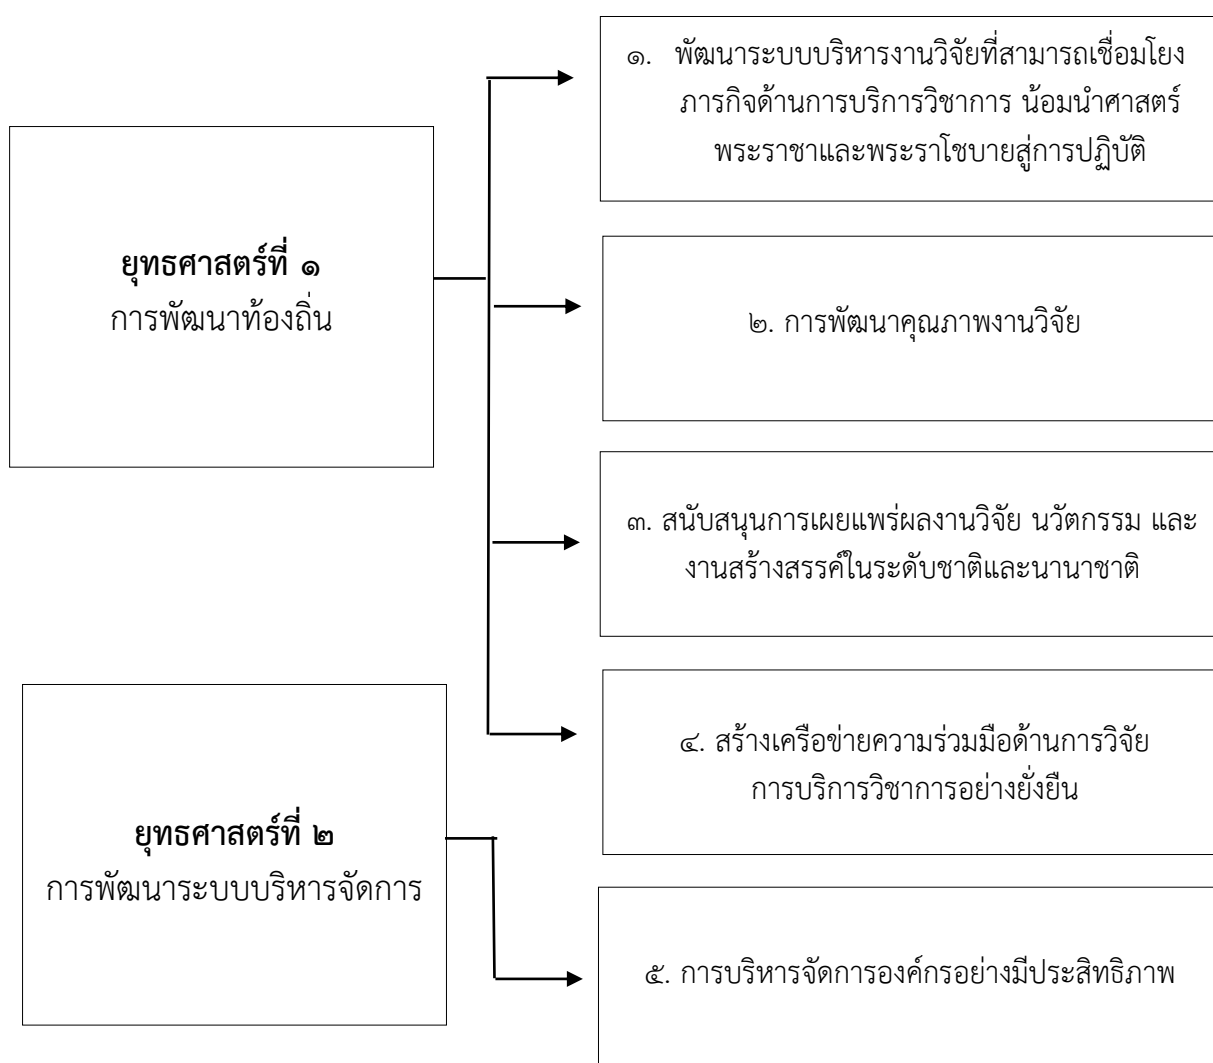 ๑. พัฒนาระบบบริหารงานวิจัยที่สามารถเชื่อมโยง
ภารกิจด้านการบริการวิชาการ น้อมนำศาสตร์
พระราชาและพระราโชบายสู่การปฏิบัติ
ยุทธศาสตร์ที่ ๑
การพัฒนาท้องถิ่น
๒. การพัฒนาคุณภาพงานวิจัย
๓. สนับสนุนการเผยแพร่ผลงานวิจัย นวัตกรรม และ
งานสร้างสรรค์ในระดับชาติและนานาชาติ
๔. สร้างเครือข่ายความร่วมมือด้านการวิจัย
การบริการวิชาการอย่างยั่งยืน
ยุทธศาสตร์ที่ ๒
การพัฒนาระบบบริหารจัดการ
๕. การบริหารจัดการองค์กรอย่างมีประสิทธิภาพ